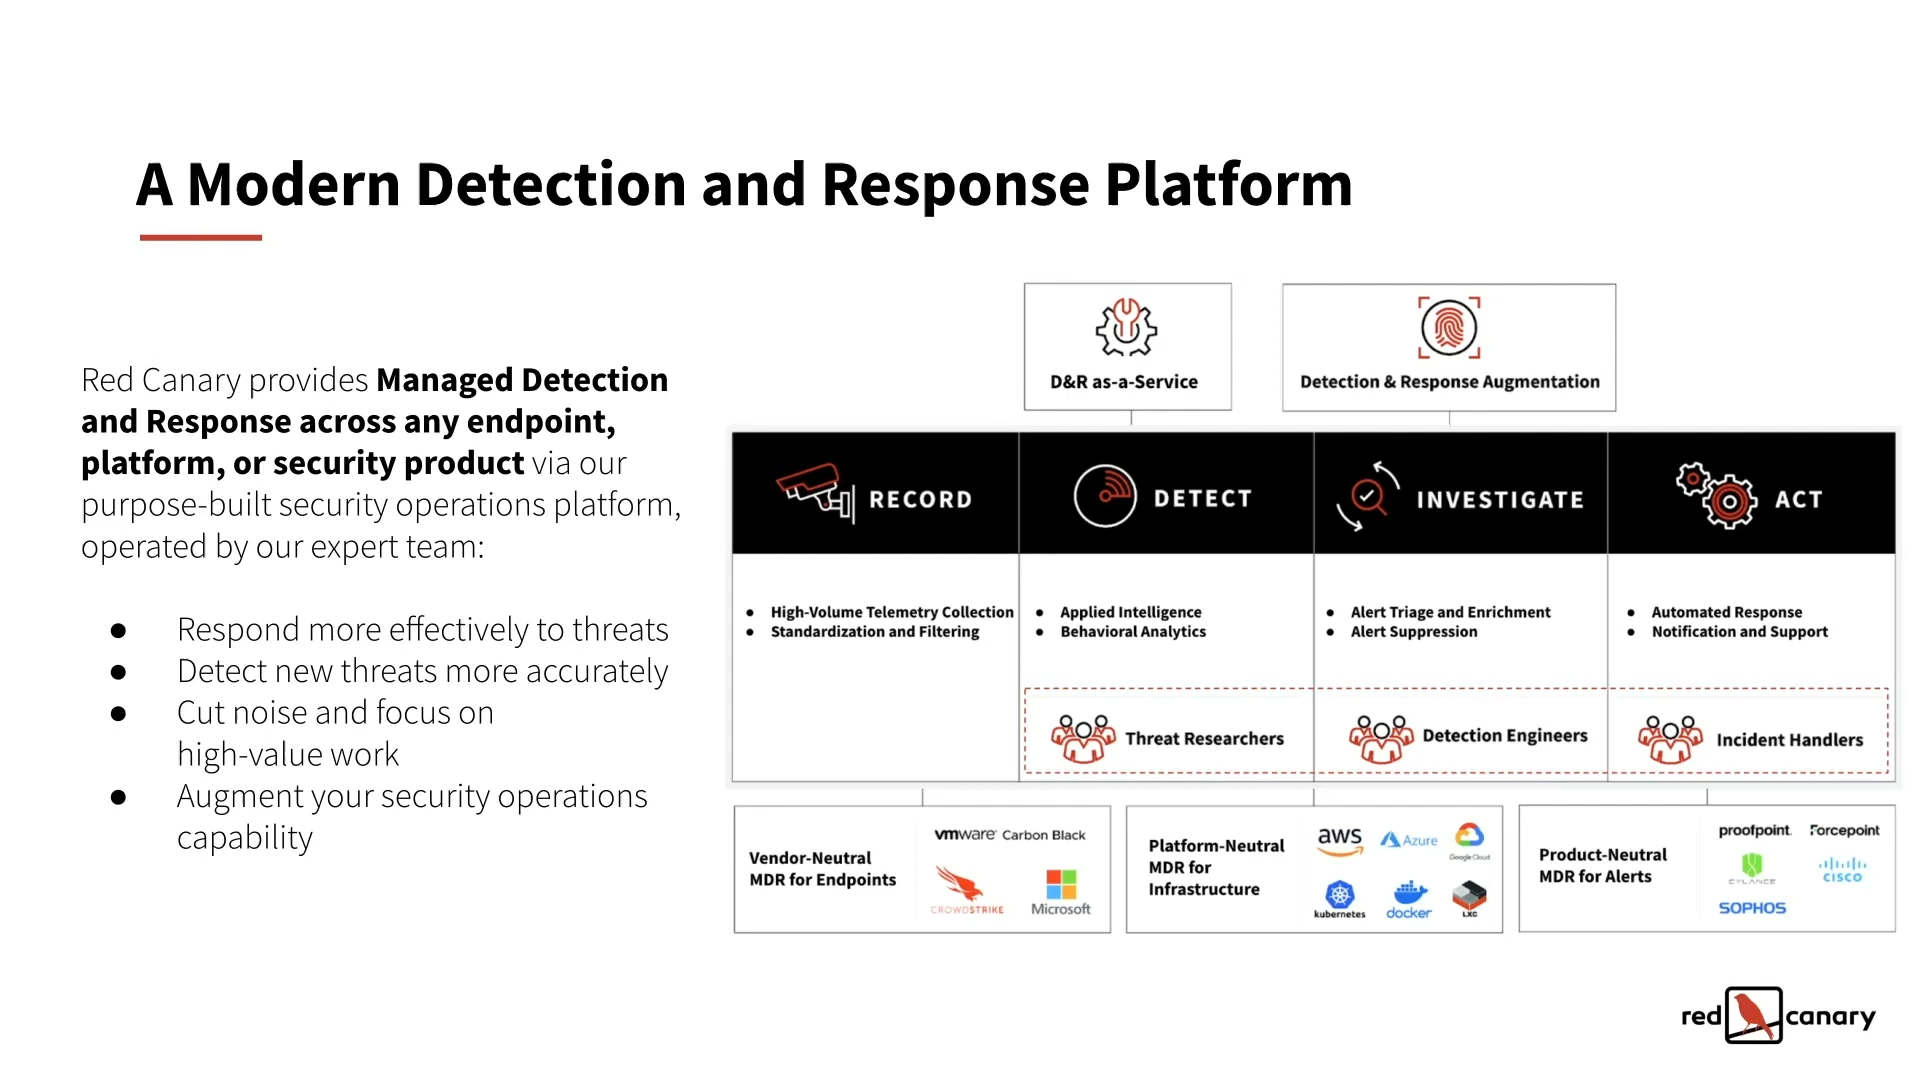 A Modern Detection and Response Platform
Red Canary provides Managed Detection
and Response across any endpoint,
platform, or security product via our
purpose-built security operations platform,
operated by our expert team:
● Respond more effectively to threats
● Detect new threats more accurately
● Cut noise and focus on
high-value work
● Augment your security operations
capability
D&R as-a-Service
Detection & Response Augmentation
RECORD
DETECT
INVESTIGATE
ACT
● High-Volume Telemetry Collection
● Standardization and Filtering
● Applied Intelligence
● Behavioral Analytics
● Alert Triage and Enrichment
● Alert Suppression
● Automated Response
● Notification and Support
Threat Researchers
Detection Engineers
Incident Handlers
Vendor-Neutral
MDR for Endpoints
vmware Carbon Black
CROWDSTRIKE
Microsoft
Platform-Neutral
MDR for
Infrastructure
aws
Azure
Google Cloud
kubernetes
docker
LXC
Product-Neutral
MDR for Alerts
proofpoint
Forcepoint
CYLANCE
CISCO
SOPHOS
red canary